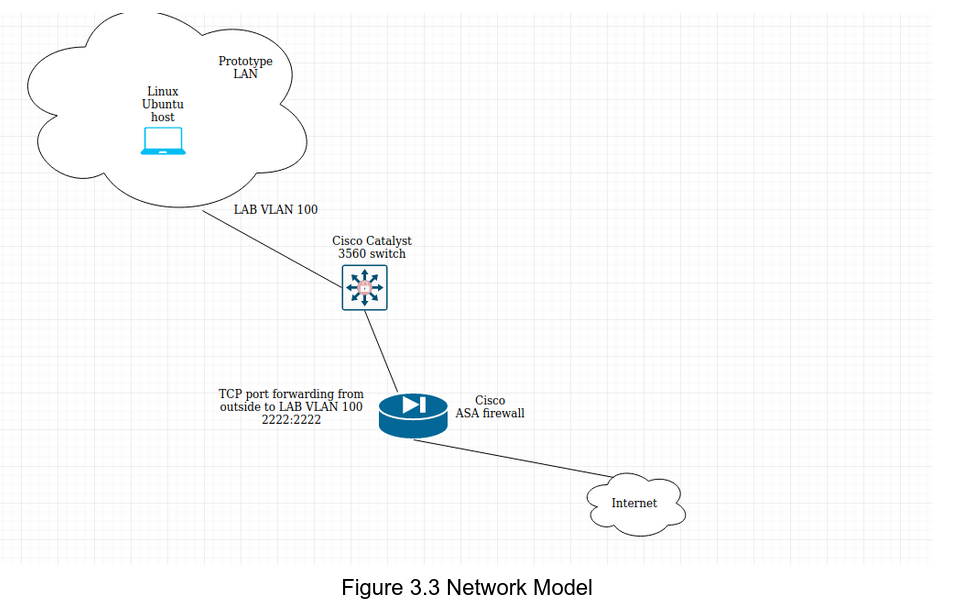 Prototype
LAN
Linux
Ubuntu
host
LAB VLAN 100
Cisco Catalyst
3560 switch
TCP port forwarding from
outside to LAB VLAN 100
2222:2222
Cisco
ASA firewall
Internet
Figure 3.3 Network Model